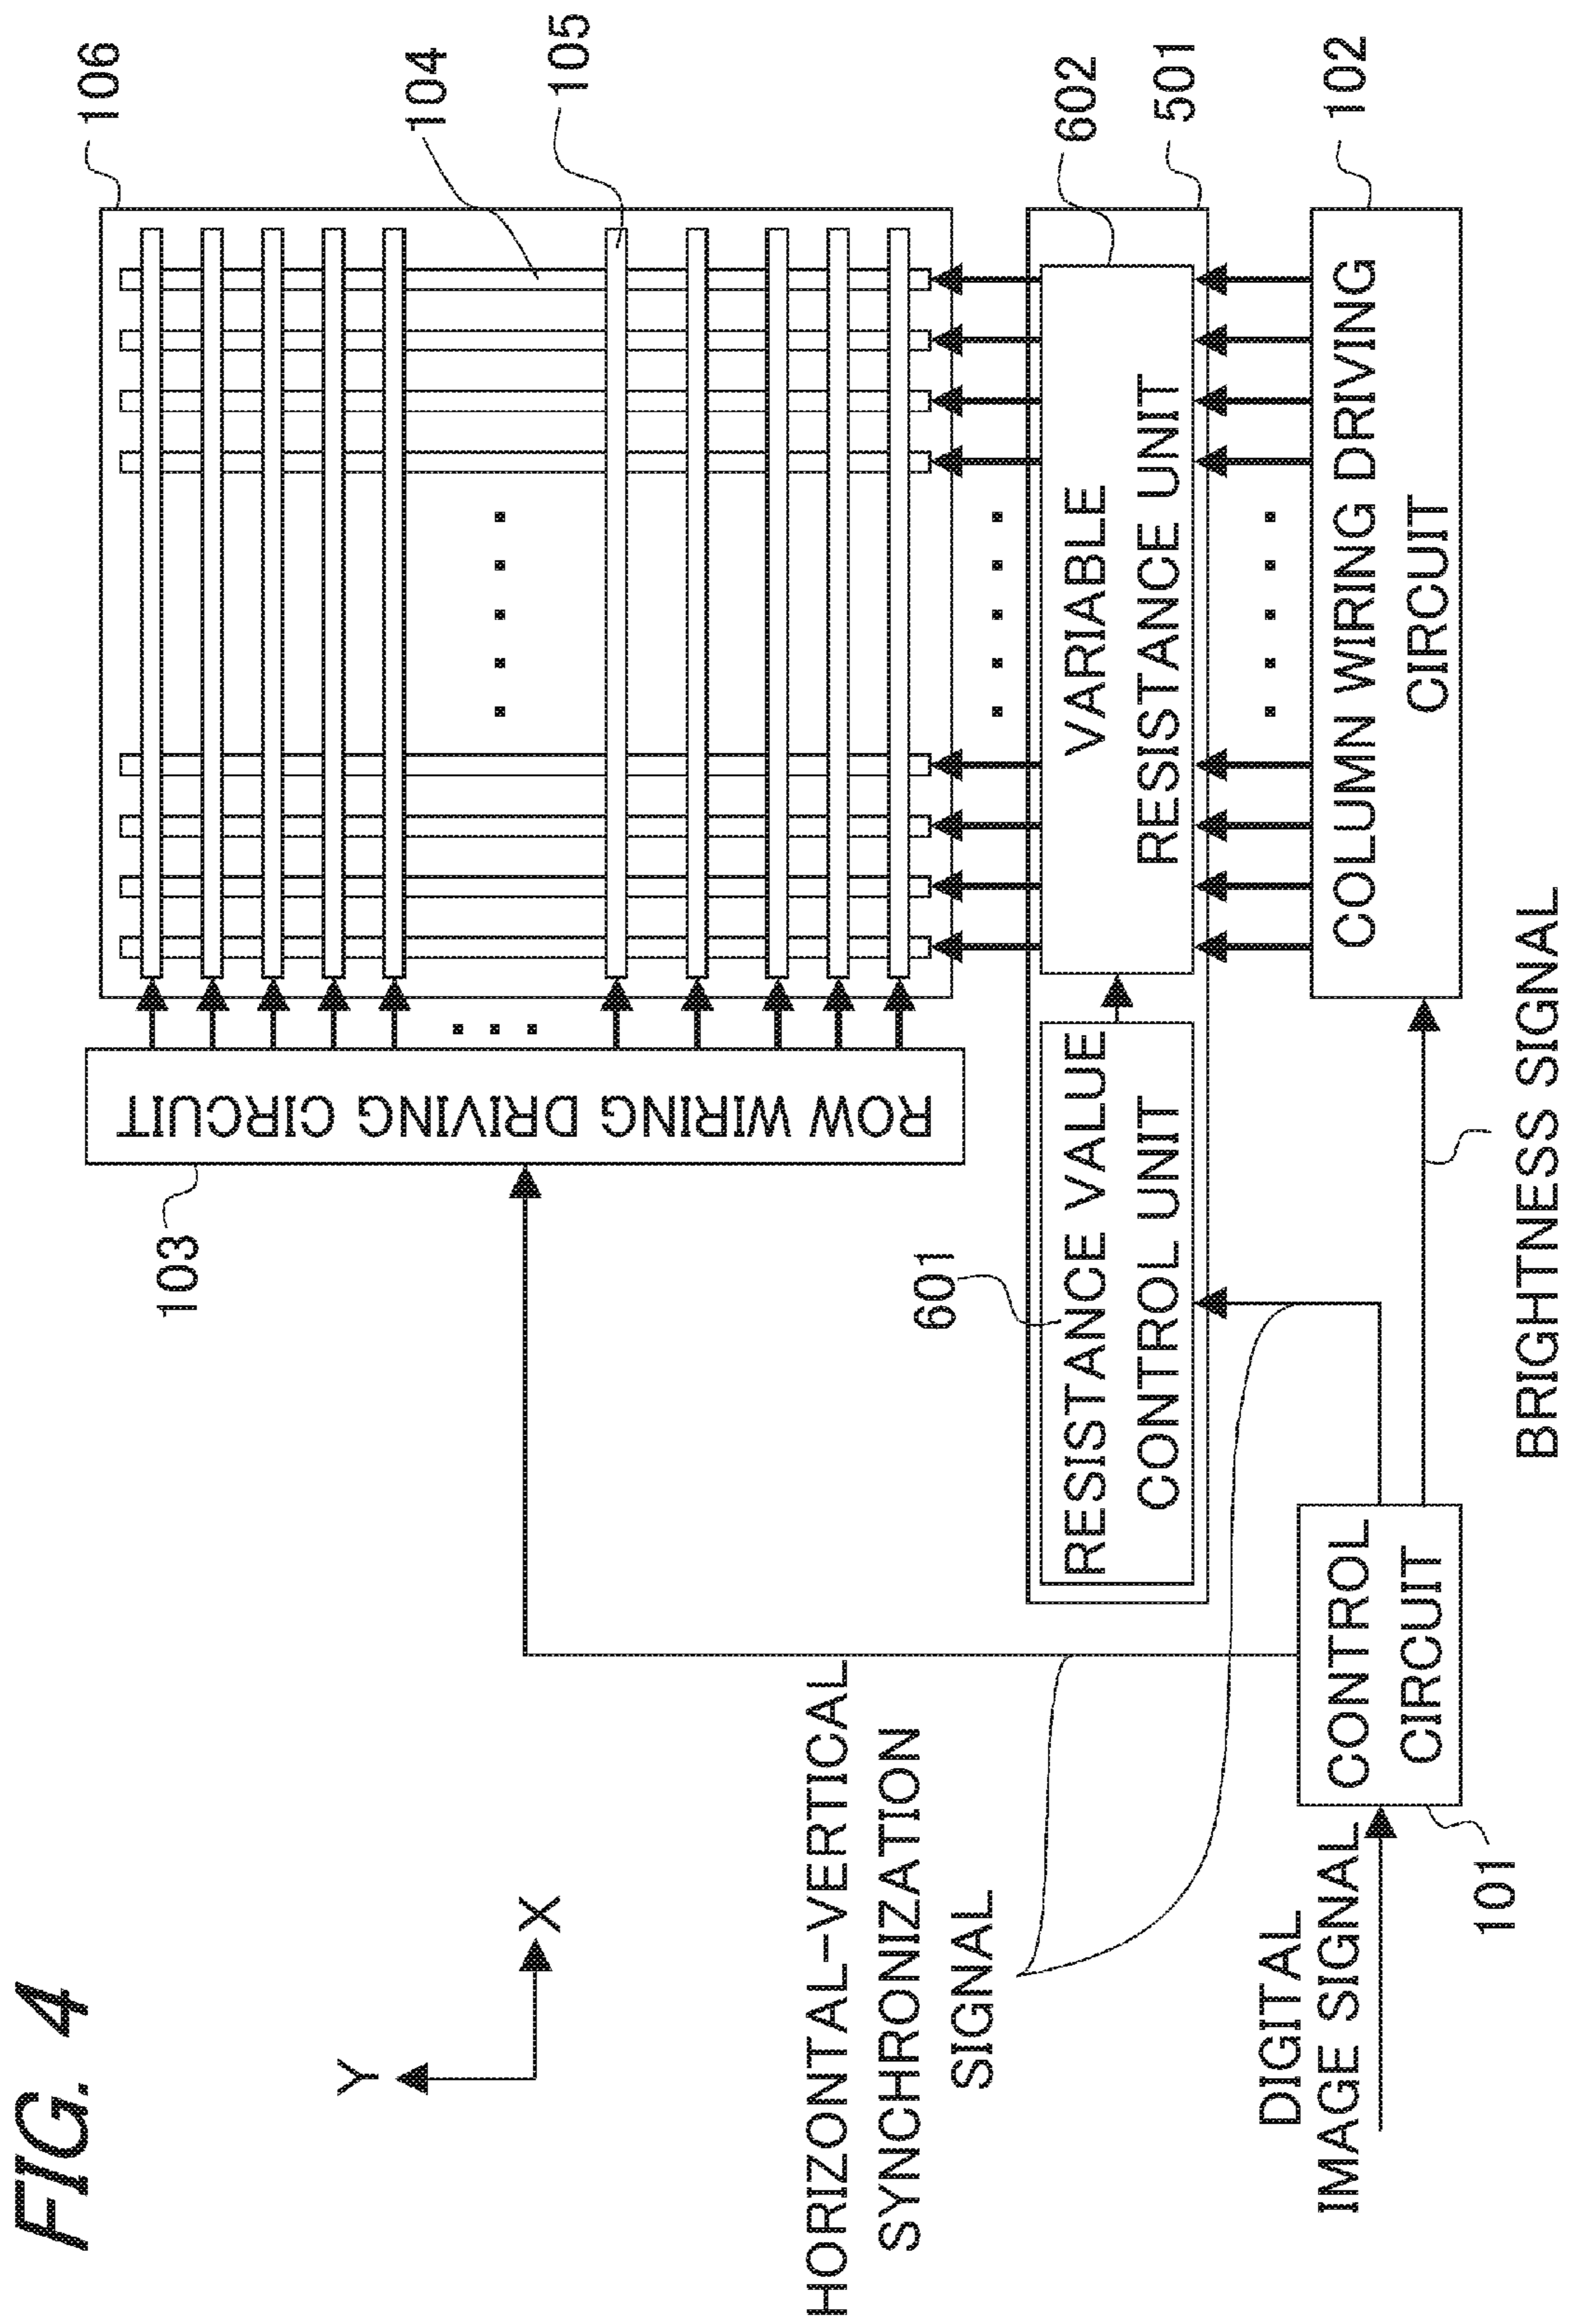 FIG. 4
Y
X
HORIZONTAL-VERTICAL
SYNCHRONIZATION
SIGNAL
DIGITAL
IMAGE SIGNAL
101
CONTROL
CIRCUIT
BRIGHTNESS SIGNAL
103
ROW WIRING DRIVING CIRCUIT
601
RESISTANCE VALUE
CONTROL UNIT
VARIABLE
RESISTANCE UNIT
COLUMN WIRING DRIVING
CIRCUIT
106
104
105
602
501
102